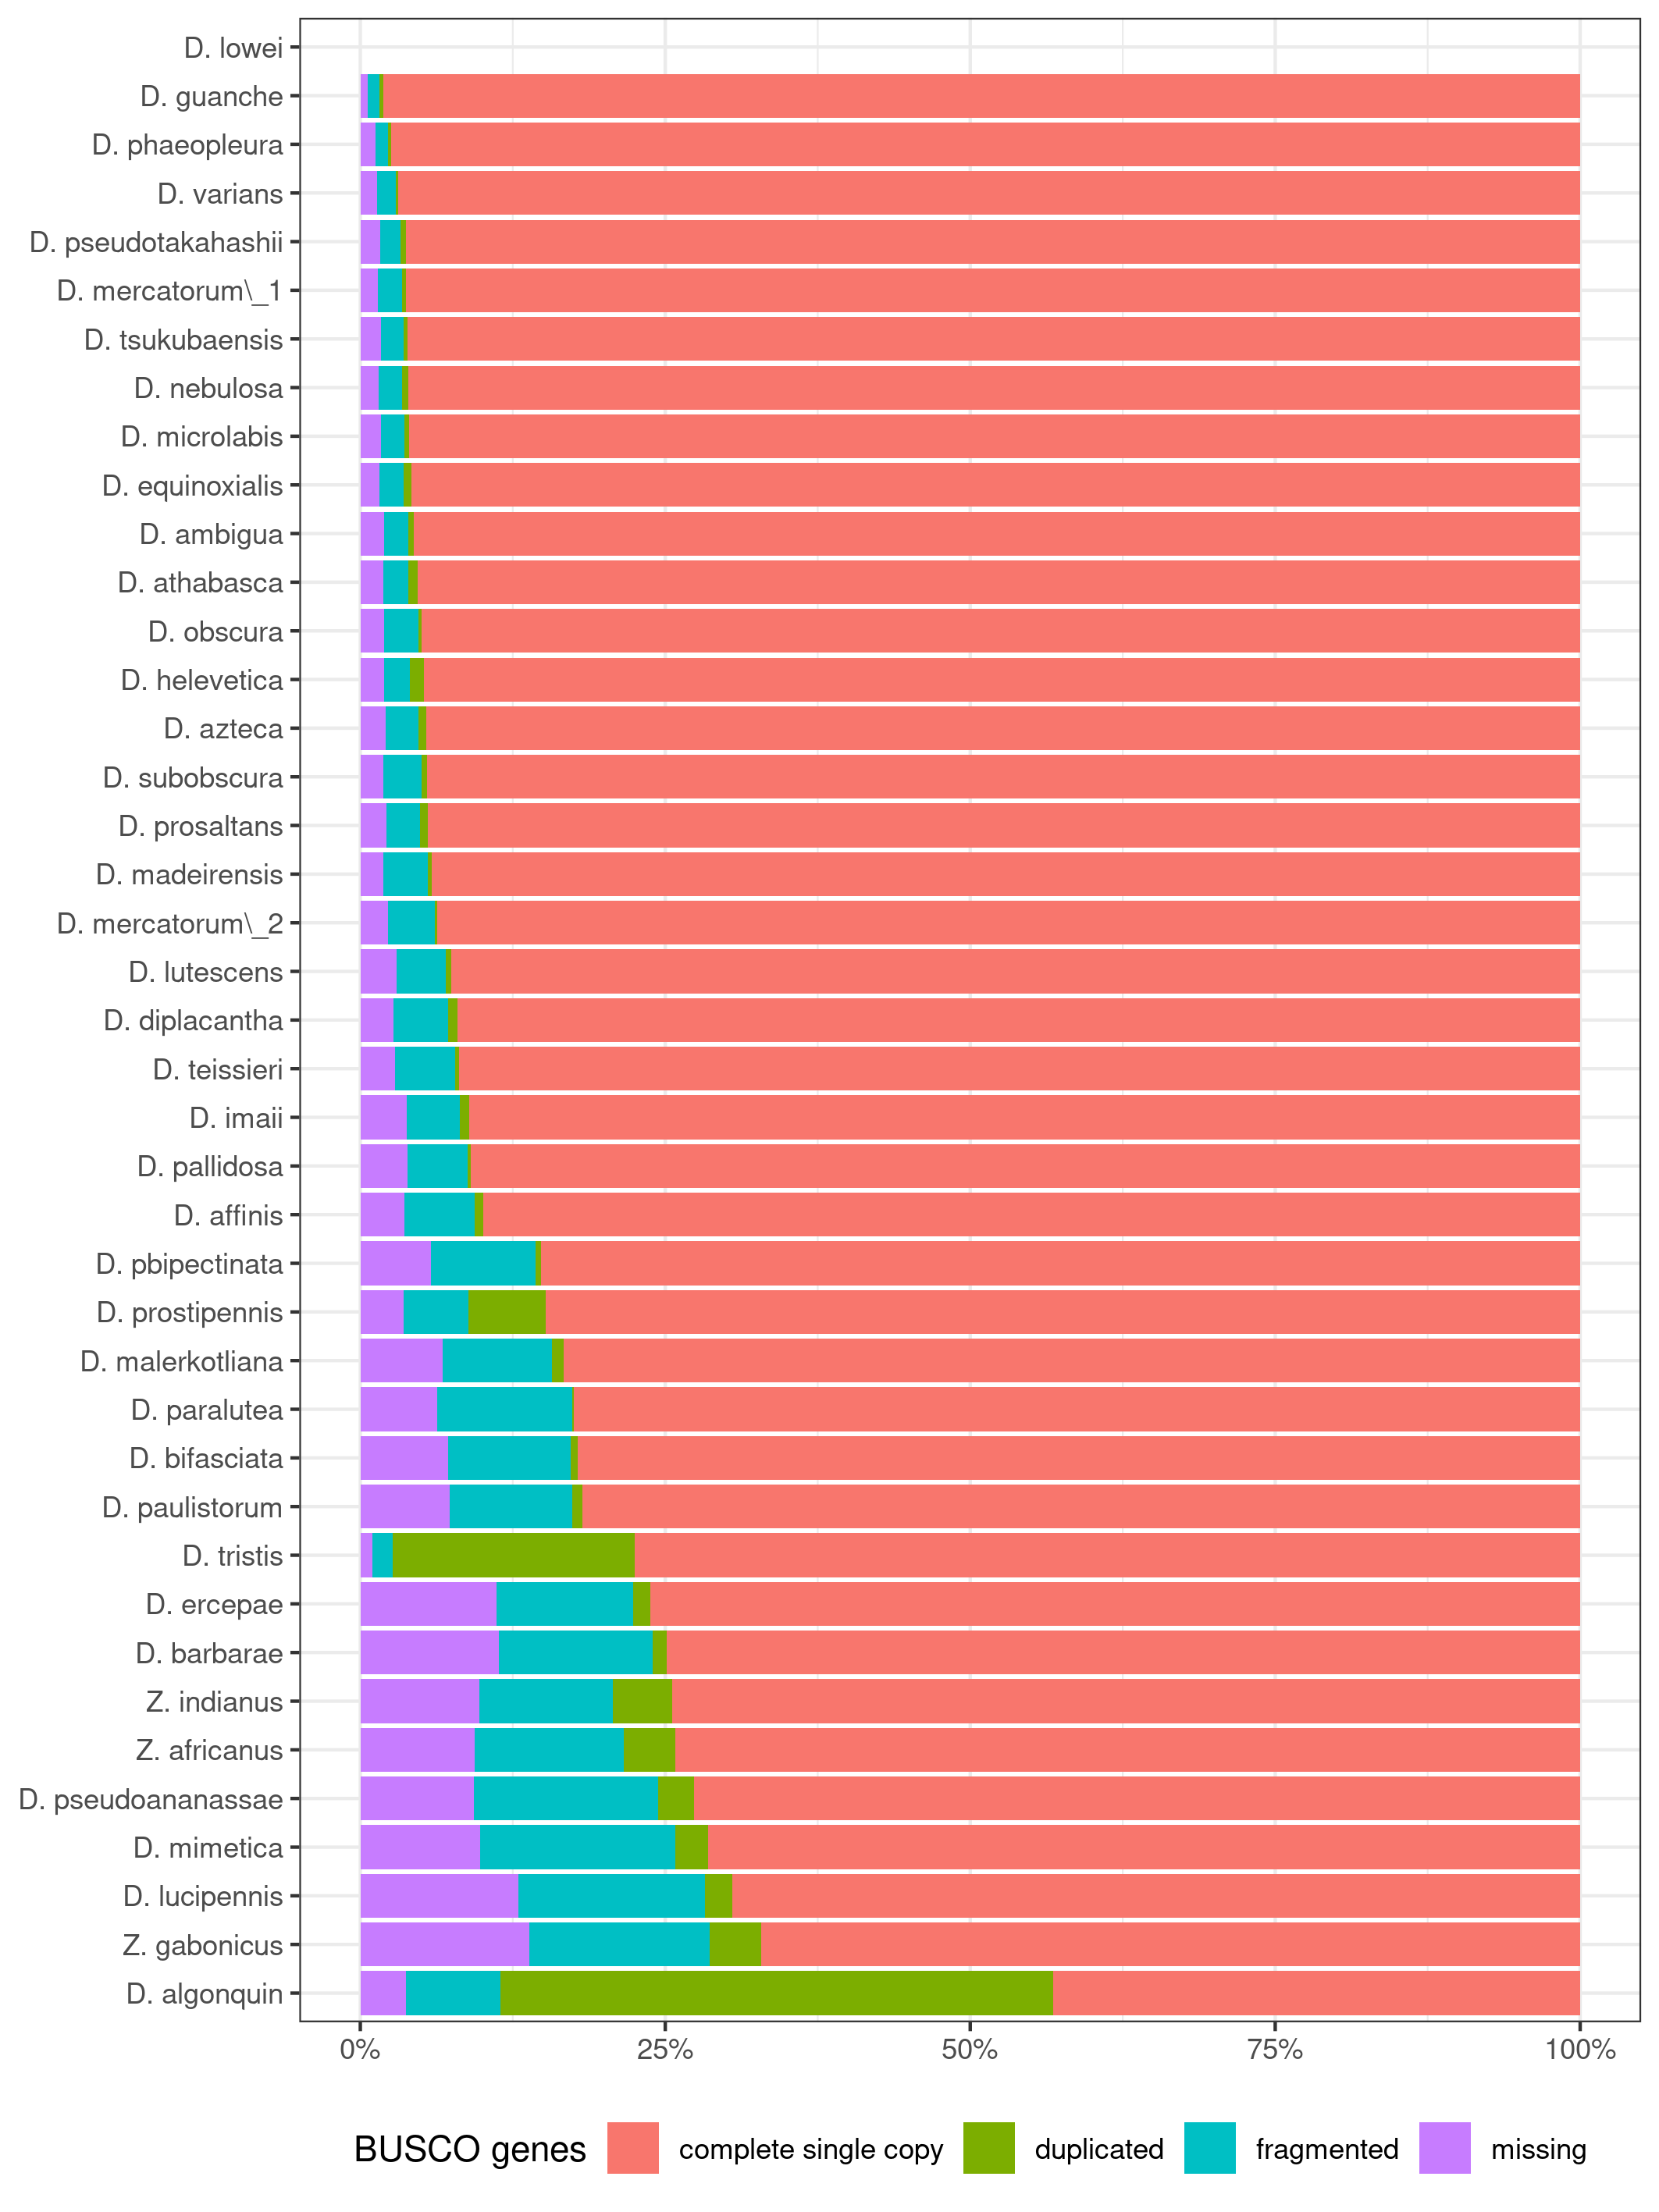 D. lowei
D. guanche
D. phaeopleura
D. varians
D. pseudotakahashii
D. mercatorum\_1
D. tsukubaensis
D. nebulosa
D. microlabis
D. equinoxialis
D. ambigua
D. athabasca
D. obscura
D. helevetica
D. azteca
D. subobscura
D. prosaltans
D. madeirensis
D. mercatorum\_2
D. lutescens
D. diplacantha
D. teissieri
D. imaii
D. pallidosa
D. affinis
D. pbipectinata
D. prostipennis
D. malerkotliana
D. paralutea
D. bifasciata
D. paulistorum
D. tristis
D. ercepae
D. barbarae
Z. indianus
Z. africanus
D. pseudoananassae
D. mimetica
D. lucipennis
Z. gabonicus
D. algonquin
0% 25% 50% 75% 100%
BUSCO genes complete single copy duplicated fragmented missing